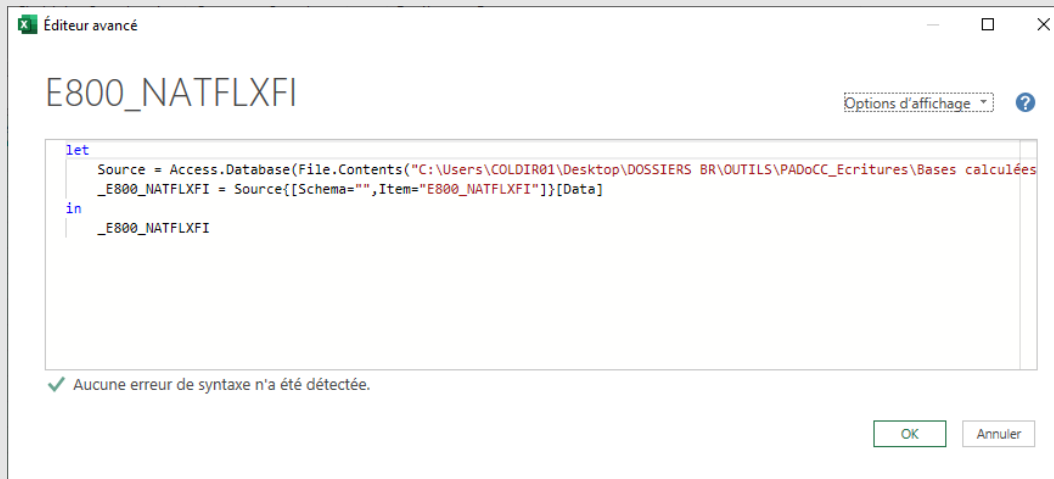 Éditeur avancé
E800_NATFLXFI
Options d'affichage
?
let
Source = Access.Database(File.Contents("C:\Users\COLDIR01\Desktop\DOSSIERS BR\OUTILS\PADoCC_Ecritures\Bases calculées
_E800_NATFLXFI = Source{[Schema="",Item="E800_NATFLXFI"]}[Data]
in
_E800_NATFLXFI
Aucune erreur de syntaxe n'a été détectée.
OK
Annuler